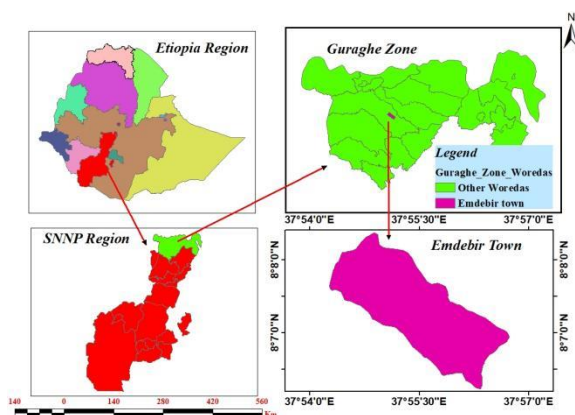 N
Etiopia Region
Guraghe Zone
Legend
Guraghe_Zone_Woredas
Other Woredas
Emdebir town
37°54'0"E 37°55'30"E 37°57'0"E
SNNP Region
Emdebir Town
8°8'0"N 8°8'0"N
8°7'0"N 8°7'0"N
140 0 140 280 420 560
Km
37°54'0"E 37°55'30"E 37°57'0"E